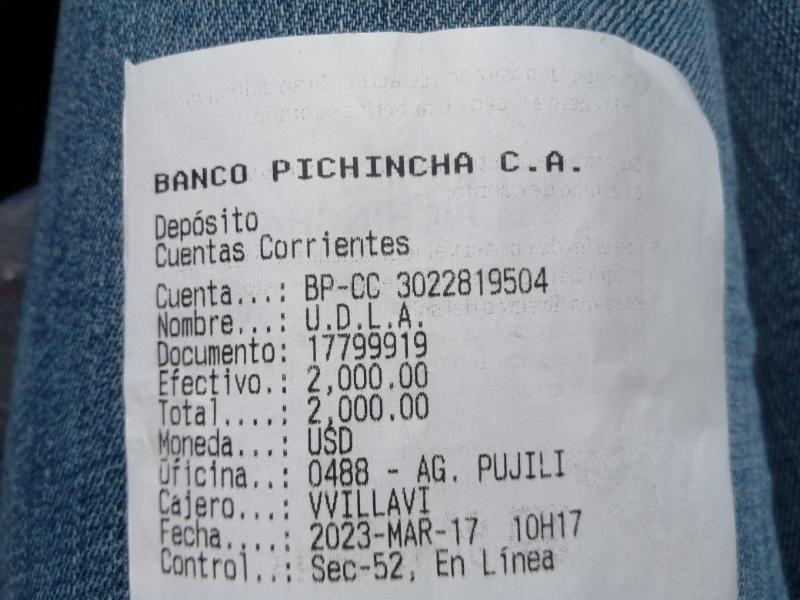 BANCO PICHINCHA C.A.
Depósito
Cuentas Corrientes
Cuenta...: BP-CC 3022819504
Nombre...: U.D.L.A.
Documento: 17799919
Efectivo.: 2,000.00
Total....: 2,000.00
Moneda...: USD
Oficina..: 0488 - AG. PUJILI
Cajero...: VVILLAVI
Fecha....: 2023-MAR-17 10H17
Control..: Sec-52, En Línea